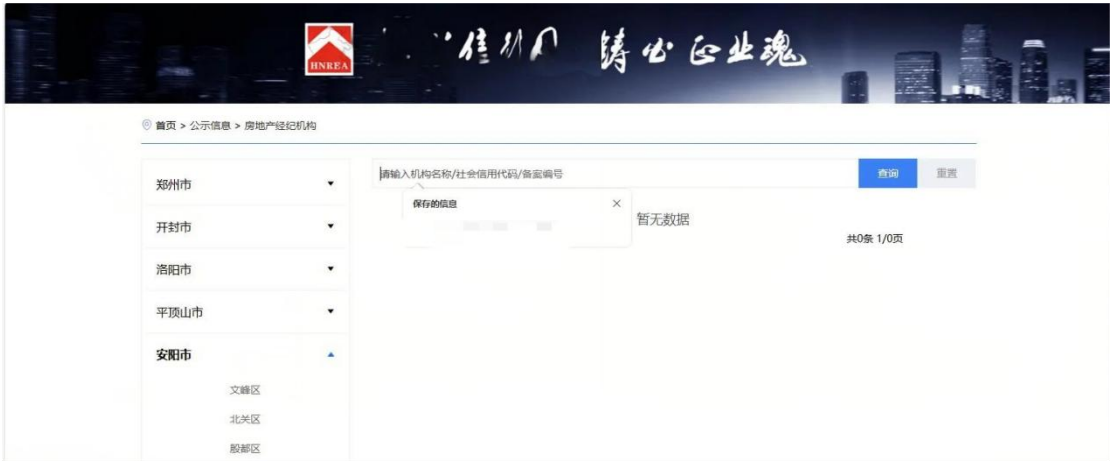 HNREA
铸 业 魂
首页 > 公示信息 > 房地产经纪机构
郑州市
开封市
洛阳市
平顶山市
安阳市
文峰区
北关区
殷都区
请输入机构名称/社会信用代码/备案编号
查询
重置
保存的信息
暂无数据
共0条 1/0页